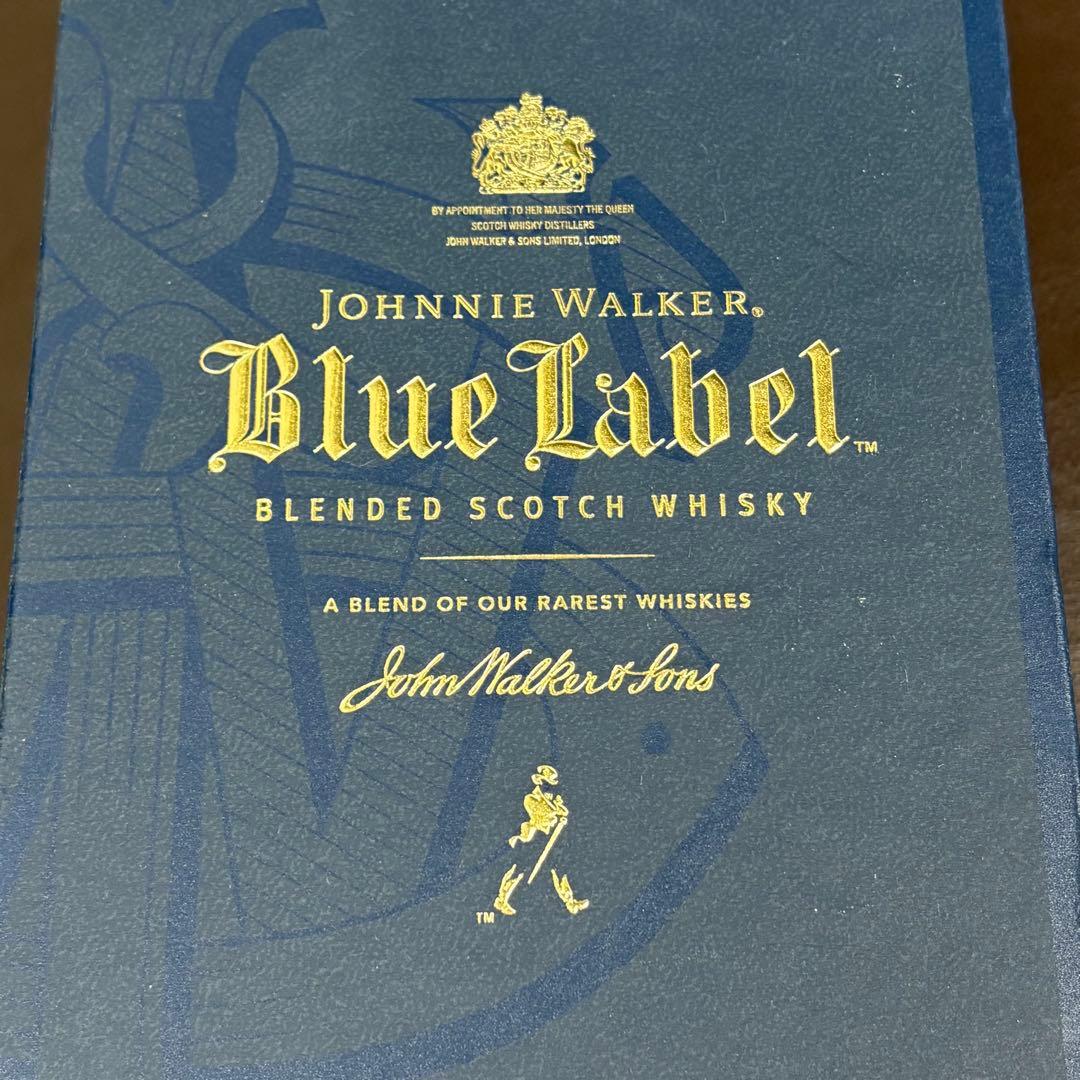 BY APPOINTMENT TO HER MAJESTY THE QUEEN
SCOTCH WHISKY DISTILLERS
JOHN WALKER & SONS LIMITED, LONDON
JOHNNIE WALKER®
Blue Label™
BLENDED SCOTCH WHISKY
A BLEND OF OUR RAREST WHISKIES
John Walker & Sons
TM